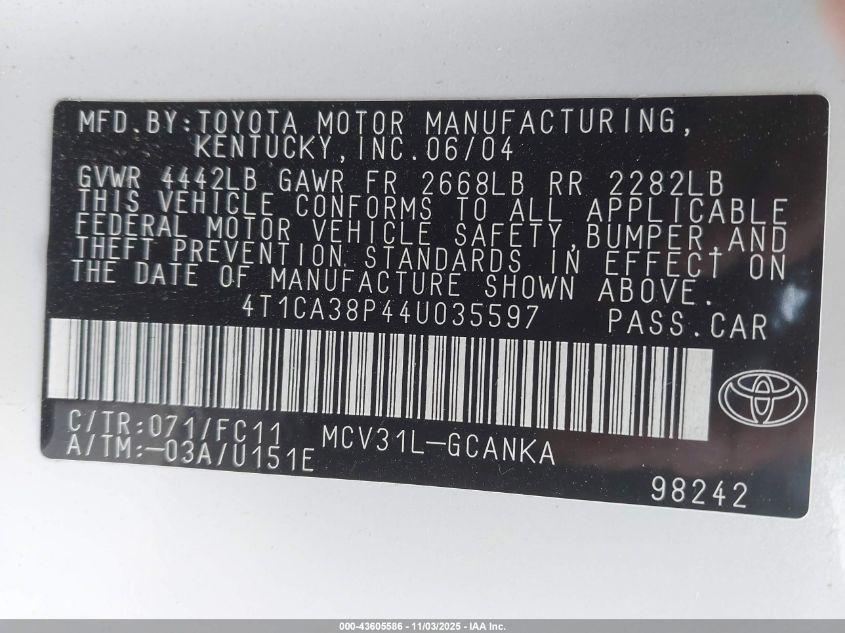 MFD.BY:TOYOTA MOTOR MANUFACTURING,
KENTUCKY,INC.06/04
GVWR 4442LB GAWR FR 2668LB RR 2282LB
THIS VEHICLE CONFORMS TO ALL APPLICABLE
FEDERAL MOTOR VEHICLE SAFETY,BUMPER,AND
THEFT PREVENTION STANDARDS IN EFFECT ON
THE DATE OF MANUFACTURE SHOWN ABOVE.
4T1CA38P44U035597 PASS.CAR
C/TR:071/FC11 MCV31L-GCANKA
A/TM:-03A/U151E
98242
000-43605586 - 11/03/2025 - IAA Inc.